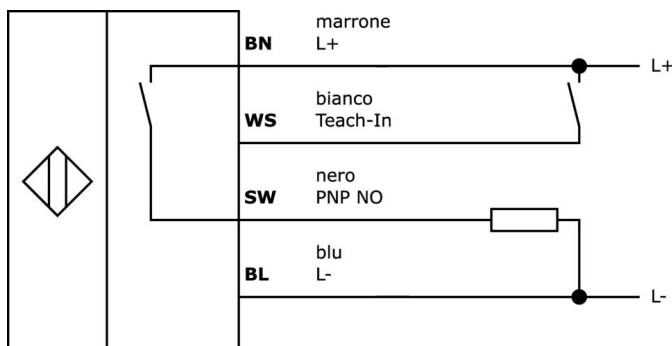 marrone
BN L+
L+
bianco
WS Teach-In
nero
SW PNP NO
blu
BL L-
L-